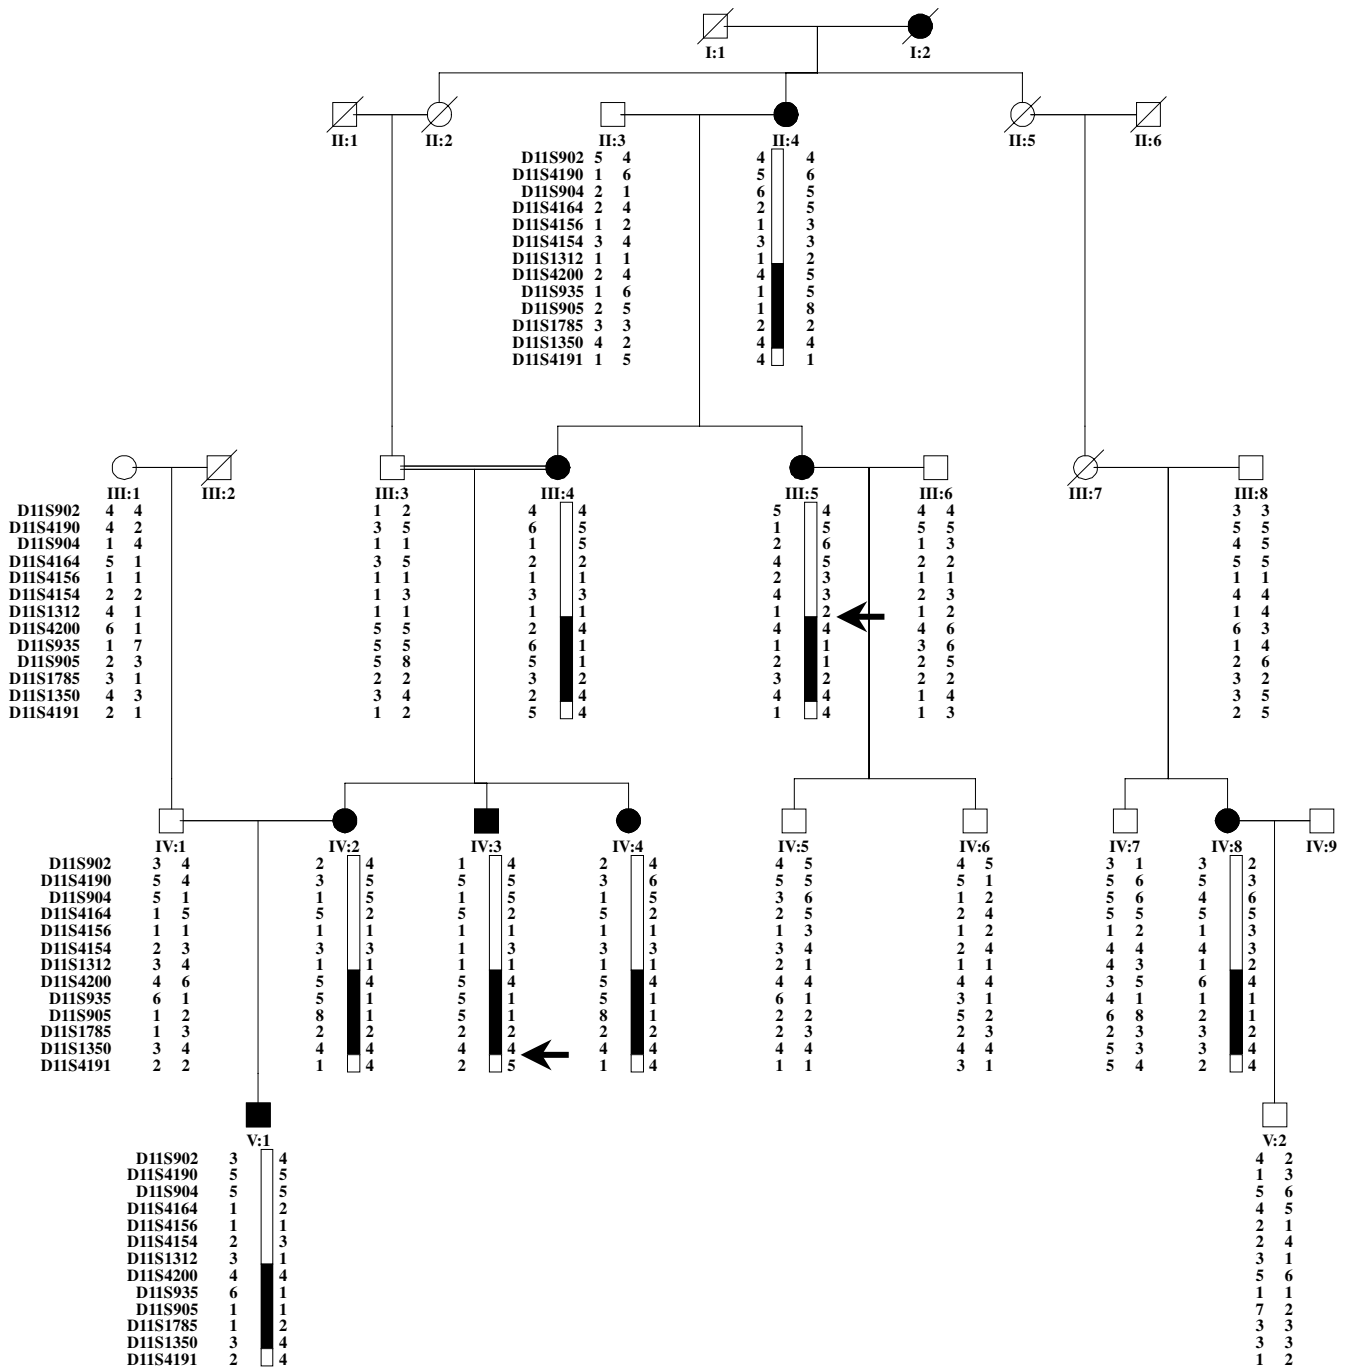 I:1 I:2
II:1 II:2 II:3 II:4 II:5 II:6
D11S902 5 4 4 4
D11S4190 1 6 5 6
D11S904 2 1 6 5
D11S4164 2 4 2 5
D11S4156 1 2 1 3
D11S4154 3 4 3 3
D11S1312 1 1 1 2
D11S4200 2 4 4 5
D11S935 1 6 1 5
D11S905 2 5 1 8
D11S1785 3 3 2 2
D11S1350 4 2 4 4
D11S4191 1 5 4 1
III:1 III:2 III:3 III:4 III:5 III:6 III:7 III:8
D11S902 4 4 1 2 4 4 5 4 4 4 3 3
D11S4190 4 2 3 5 6 5 1 5 5 5 5 5
D11S904 1 4 1 1 1 5 2 6 1 3 4 5
D11S4164 5 1 3 5 2 2 4 5 2 2 5 5
D11S4156 1 1 1 1 1 1 2 3 1 1 1 1
D11S4154 2 2 1 3 3 3 4 3 2 3 4 4
D11S1312 4 1 1 1 1 1 1 2 1 2 1 4
D11S4200 6 1 5 5 2 4 4 4 4 6 6 3
D11S935 1 7 5 5 6 1 1 1 3 6 1 4
D11S905 2 3 5 8 5 1 2 1 2 5 2 6
D11S1785 3 1 2 2 3 2 3 2 2 2 3 2
D11S1350 4 3 3 4 2 4 4 4 1 4 3 5
D11S4191 2 1 1 2 5 4 1 4 1 3 2 5
IV:1 IV:2 IV:3 IV:4 IV:5 IV:6 IV:7 IV:8 IV:9
D11S902 3 4 2 4 1 4 2 4 4 5 4 5 3 1 3 2
D11S4190 5 4 3 5 5 5 3 6 5 5 5 1 5 6 5 3
D11S904 5 1 1 5 1 5 1 5 3 6 1 2 5 6 4 6
D11S4164 1 5 5 2 5 2 5 2 2 5 2 4 5 5 5 5
D11S4156 1 1 1 1 1 1 1 1 1 3 1 2 1 2 1 3
D11S4154 2 3 3 3 3 3 3 3 3 4 2 4 4 4 4 3
D11S1312 3 4 1 1 1 1 1 1 2 1 1 1 4 3 1 2
D11S4200 4 6 5 4 5 4 5 4 4 4 4 4 3 5 6 4
D11S935 6 1 5 1 5 1 5 1 6 1 3 1 4 1 1 1
D11S905 1 2 8 1 5 1 8 1 2 2 5 2 6 8 2 1
D11S1785 1 3 2 2 2 2 2 2 2 3 2 3 2 3 3 2
D11S1350 3 4 4 4 4 4 4 4 4 4 4 4 5 3 3 4
D11S4191 2 2 1 4 2 5 1 4 1 1 3 1 5 4 2 4
V:1 V:2
D11S902 3 4 4 2
D11S4190 5 5 1 3
D11S904 5 5 5 6
D11S4164 1 2 4 5
D11S4156 1 1 2 1
D11S4154 2 3 2 4
D11S1312 3 1 3 1
D11S4200 4 4 5 6
D11S935 6 1 1 1
D11S905 1 1 7 2
D11S1785 1 2 3 3
D11S1350 3 4 3 3
D11S4191 2 4 1 2